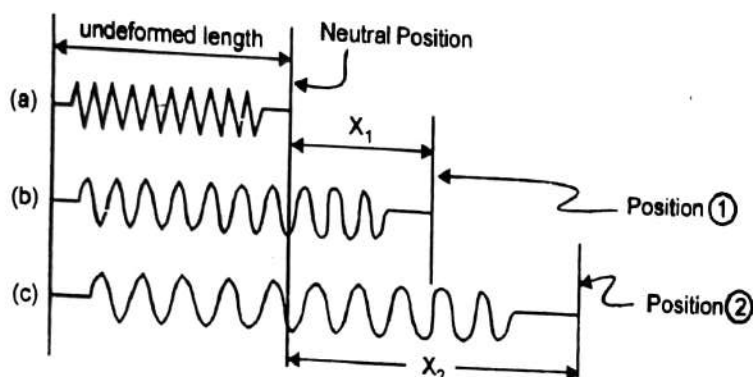 undeformed length
Neutral Position
(a)
X₁
(b)
Position ①
(c)
Position ②
X₂